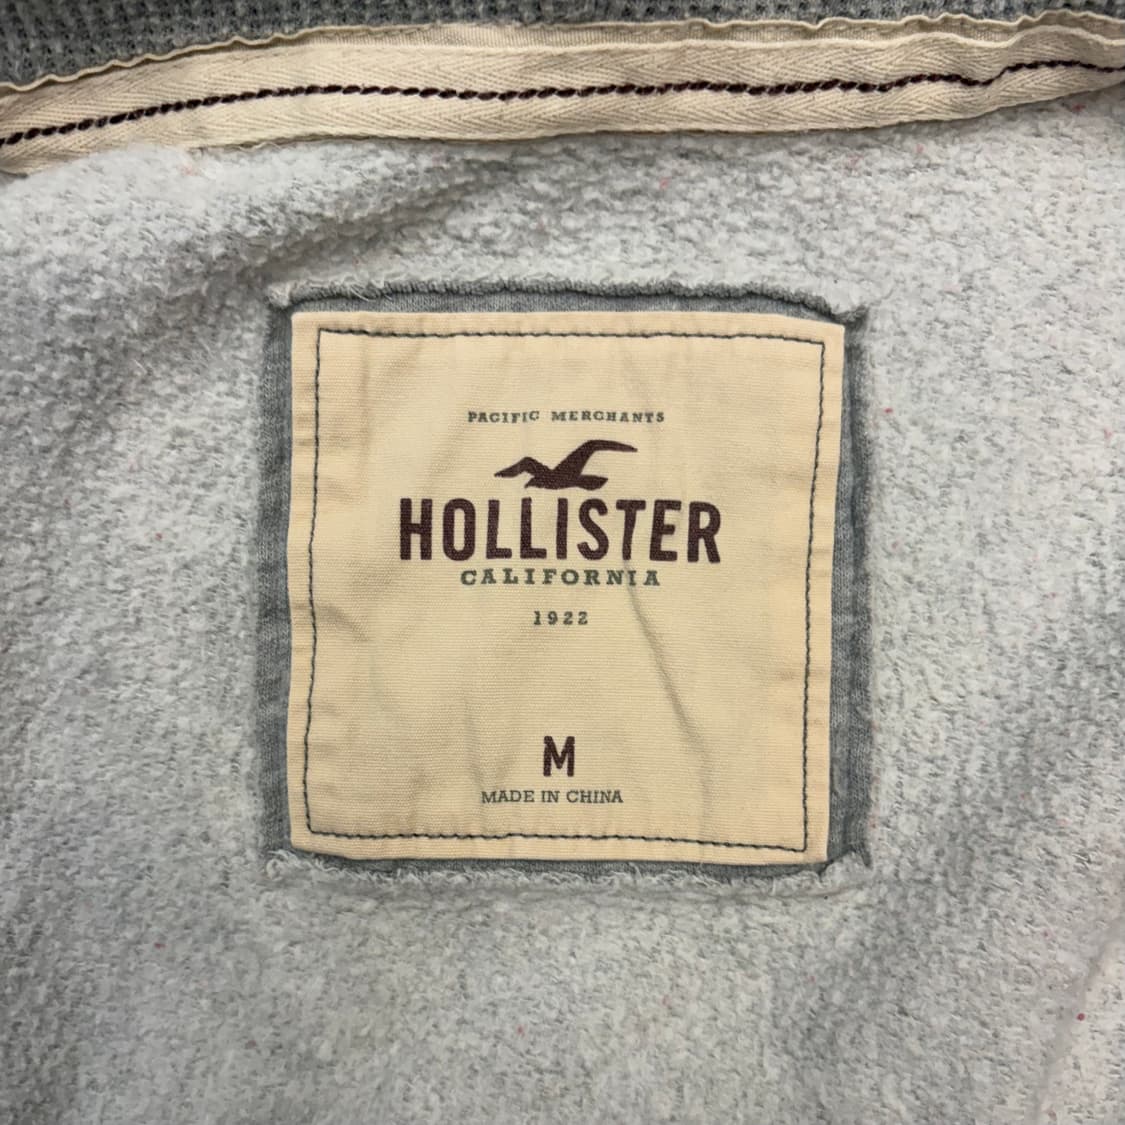 PACIFIC MERCHANTS
HOLLISTER
CALIFORNIA
1922
M
MADE IN CHINA